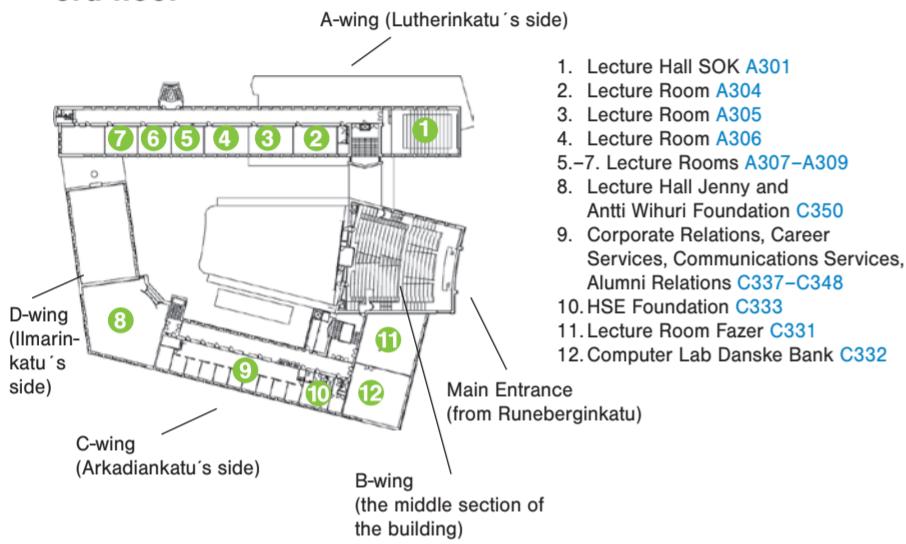 A-wing (Lutherinkatu´s side)
1. Lecture Hall SOK A301
2. Lecture Room A304
3. Lecture Room A305
4. Lecture Room A306
5.–7. Lecture Rooms A307–A309
8. Lecture Hall Jenny and
Antti Wihuri Foundation C350
9. Corporate Relations, Career
Services, Communications Services,
Alumni Relations C337–C348
10. HSE Foundation C333
11. Lecture Room Fazer C331
12. Computer Lab Danske Bank C332
7 6 5 4 3 2 1
8
9
10
11
12
D-wing
(Ilmarin-
katu´s
side)
C-wing
(Arkadiankatu´s side)
Main Entrance
(from Runeberginkatu)
B-wing
(the middle section of
the building)